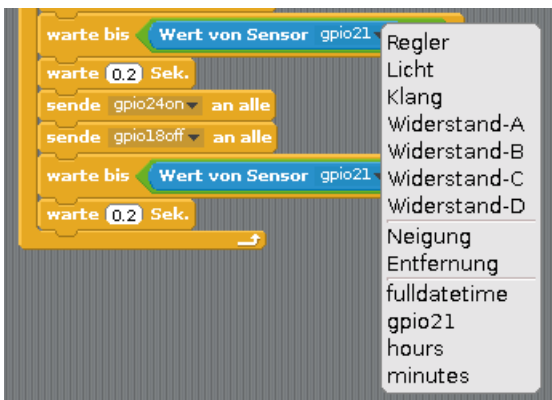 warte bis Wert von Sensor gpio21
warte 0.2 Sek.
sende gpio24on an alle
sende gpio18off an alle
warte bis Wert von Sensor gpio21
warte 0.2 Sek.
Regler
Licht
Klang
Widerstand-A
Widerstand-B
Widerstand-C
Widerstand-D
Neigung
Entfernung
fulldatetime
gpio21
hours
minutes